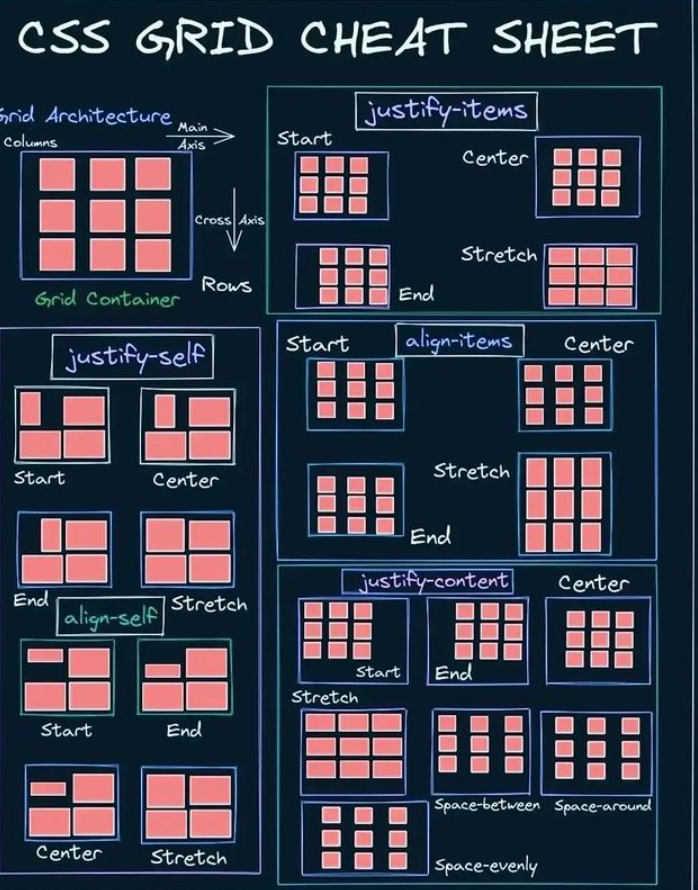 CSS GRID CHEAT SHEET
Grid Architecture
Columns
Main
Axis
Cross Axis
Rows
Grid Container
justify-items
Start
Center
Stretch
End
justify-self
Start
Center
End
Stretch
align-self
Start
End
Center
Stretch
align-items
Start
Center
Stretch
End
justify-content
Center
Start
End
Stretch
Space-between
Space-around
Space-evenly